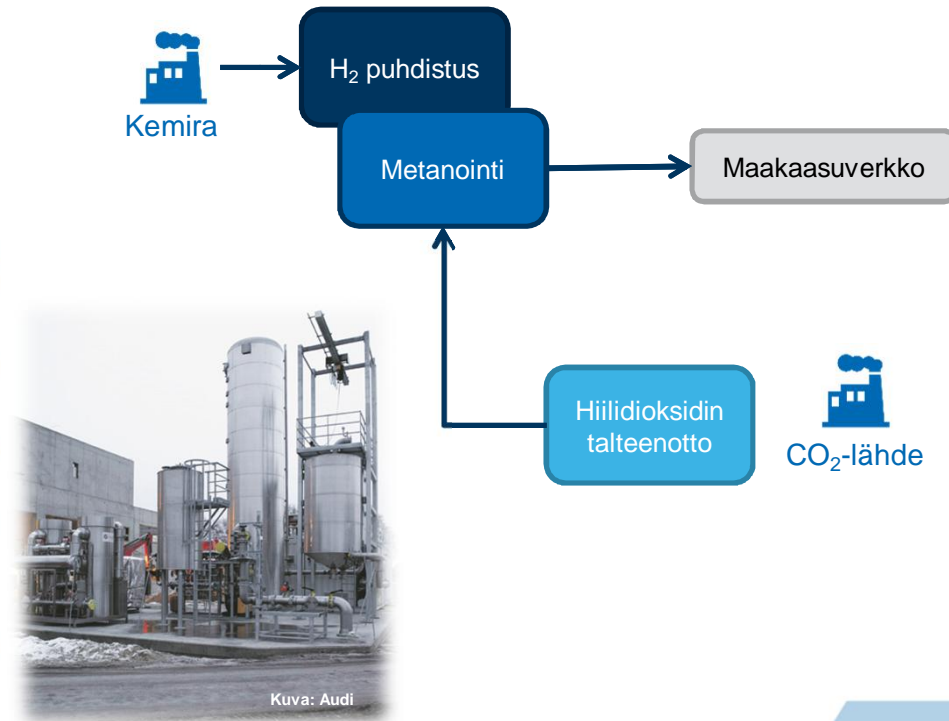 H₂ puhdistus
Kemira
Metanointi
Maakaasuverkko
Hiilidioksidin
talteenotto
CO₂-lähde
Kuva: Audi